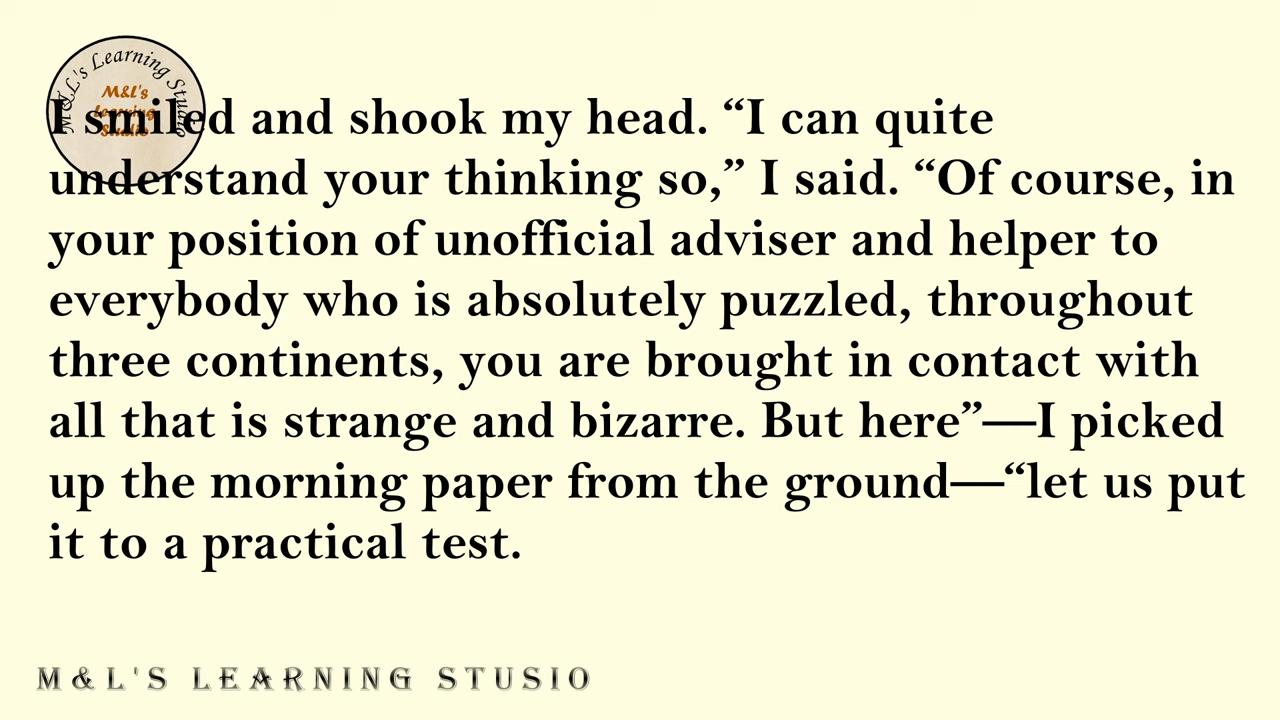 M&L's Learning Studio
M&L's
Learning
Studio
I smiled and shook my head. “I can quite
understand your thinking so,” I said. “Of course, in
your position of unofficial adviser and helper to
everybody who is absolutely puzzled, throughout
three continents, you are brought in contact with
all that is strange and bizarre. But here”—I picked
up the morning paper from the ground—“let us put
it to a practical test.
M&L'S LEARNING STUSIO